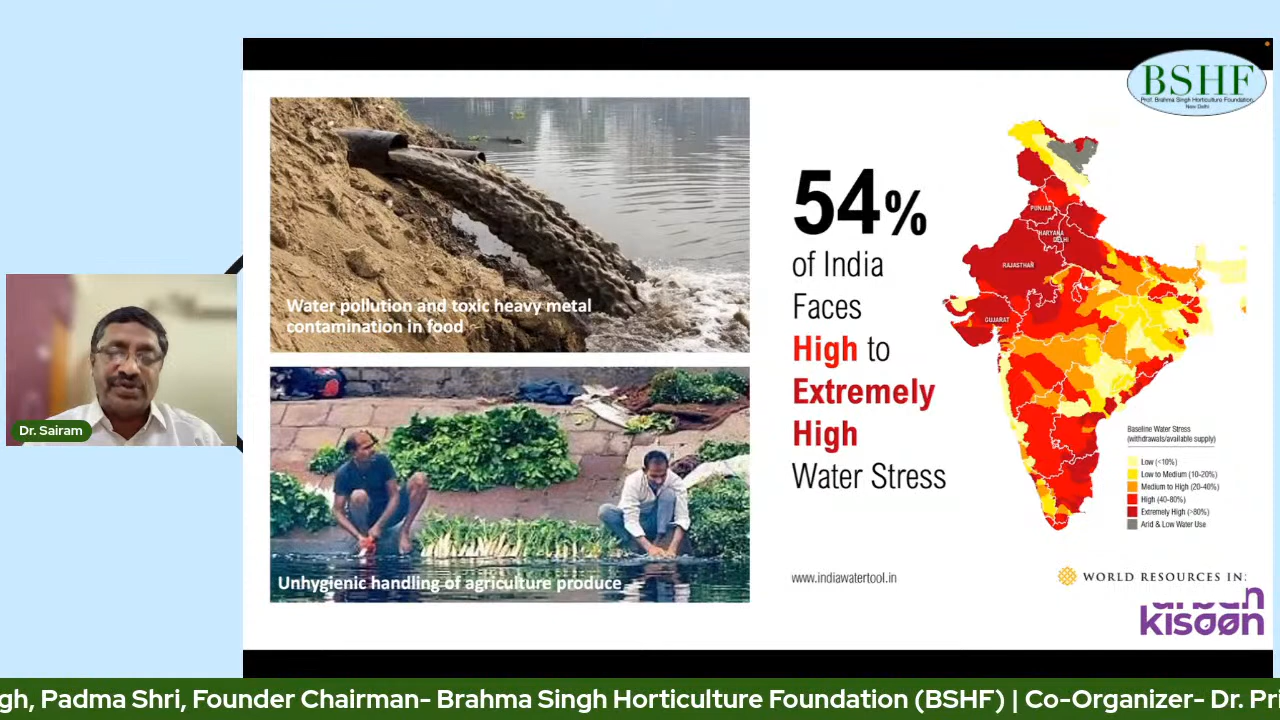 BSHF
Prof. Brahma Singh Horticulture Foundation
New Delhi
Water pollution and toxic heavy metal
contamination in food
54%
of India
Faces
High to
Extremely
High
Water Stress
PUNJAB
HARYANA
DELHI
RAJASTHAN
GUJARAT
Baseline Water Stress
(withdrawals/available supply)
Low (<10%)
Low to Medium (10-20%)
Medium to High (20-40%)
High (40-80%)
Extremely High (>80%)
Arid & Low Water Use
Dr. Sairam
Unhygienic handling of agriculture produce
www.indiawatertool.in
WORLD RESOURCES IN
urban
kisaan
gh, Padma Shri, Founder Chairman- Brahma Singh Horticulture Foundation (BSHF) | Co-Organizer- Dr. Pri